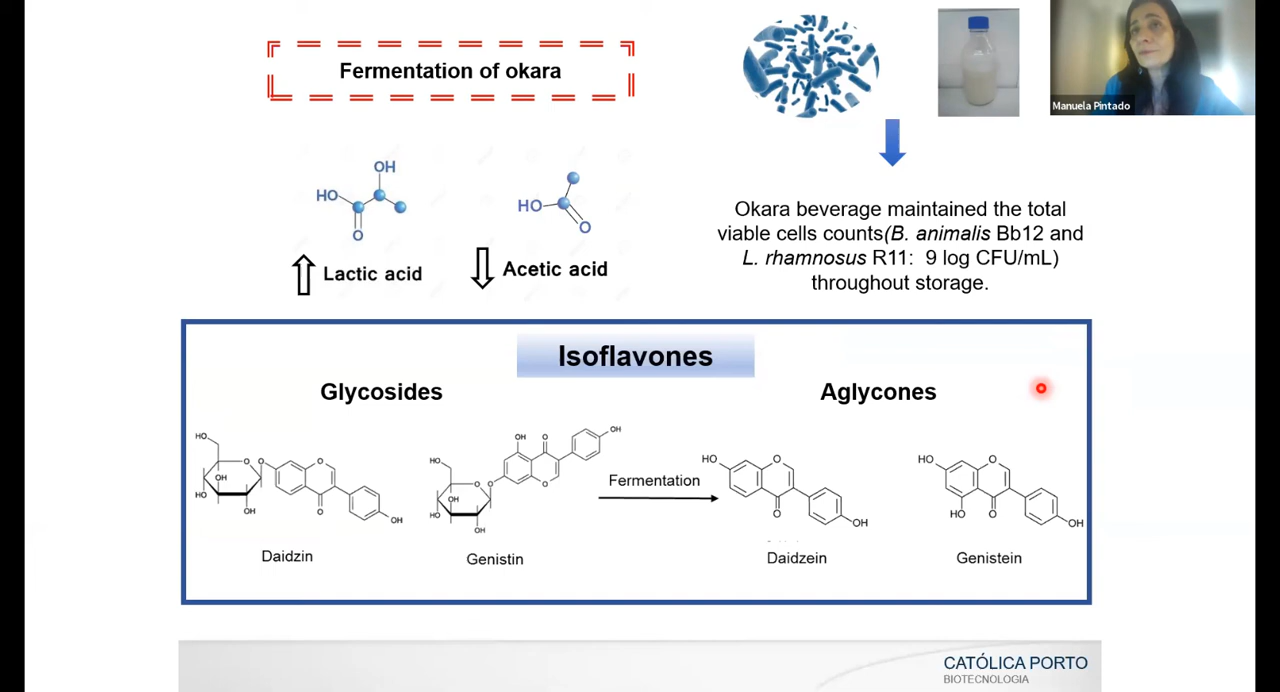 Fermentation of okara
Manuela Pintado
OH
HO
O
HO
O
Lactic acid
Acetic acid
Okara beverage maintained the total
viable cells counts(B. animalis Bb12 and
L. rhamnosus R11:  9 log CFU/mL)
throughout storage.
Isoflavones
Glycosides
Aglycones
HO
O
O
O
OH
HO
OH
O
OH
Daidzin
OH
O
OH
HO
O
O
O
OH
HO
OH
Genistin
Fermentation
HO
O
O
OH
Daidzein
HO
O
HO
O
OH
Genistein
CATÓLICA PORTO
BIOTECNOLOGIA